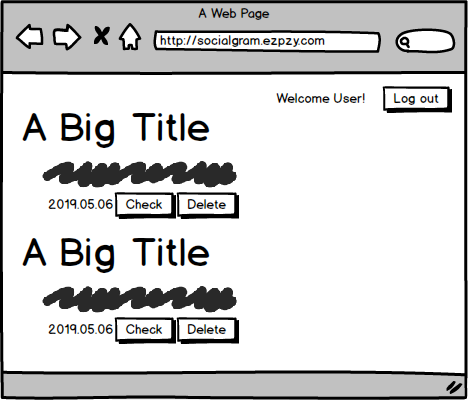 A Web Page
http://socialgram.ezpzy.com
Welcome User! Log out
A Big Title
2019.05.06 Check Delete
A Big Title
2019.05.06 Check Delete